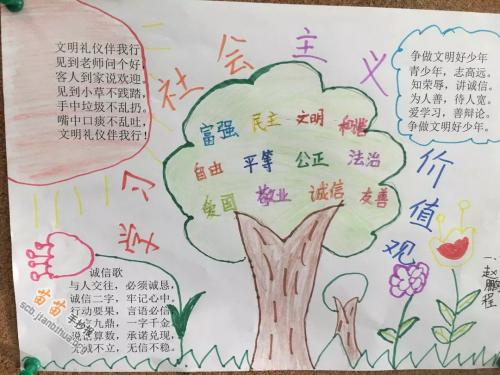 学习社会主义价值观
文明礼仪伴我行
见到老师问个好，
客人到家说欢迎，
见到小草不践踏，
手中垃圾不乱扔。
嘴中口痰不乱吐，
文明礼仪伴我行！
争做文明好少年
青少年，志高远。
知荣辱，讲诚信。
为人善，待人宽。
爱学习，善辩论。
争做文明好少年。
富强 民主 文明 和谐
自由 平等 公正 法治
爱国 敬业 诚信 友善
诚信歌
与人交往，必须诚恳，
诚信二字，牢记心中。
行动要果，言语必信，
一言九鼎，一字千金。
说话算数，承诺兑现，
失诚不立，无信不稳。
赵鹏程
苗苗手抄报